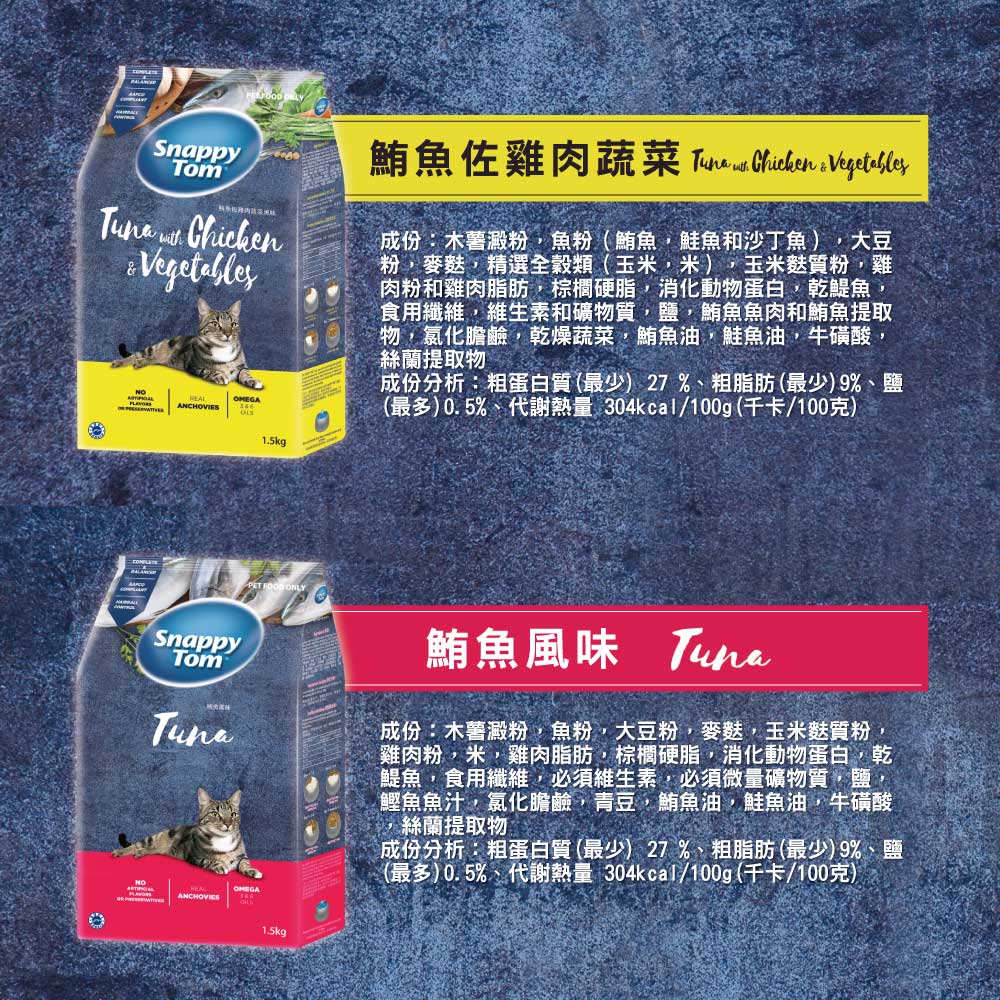 COMPLETE
&
BALANCED
AAFCO
COMPLIANT
HAIRBALL
CONTROL
PET FOOD ONLY
Snappy
Tom
鮪魚佐雞肉蔬菜風味
Tuna with Chicken
& Vegetables
NO
ARTIFICIAL
FLAVORS
OR PRESERVATIVES
REAL
ANCHOVIES
OMEGA
3 & 6
OILS
1.5kg
鮪魚佐雞肉蔬菜 Tuna with Chicken & Vegetables
成份：木薯澱粉，魚粉（鮪魚，鮭魚和沙丁魚），大豆
粉，麥麩，精選全穀類（玉米，米），玉米麩質粉，雞
肉粉和雞肉脂肪，棕櫚硬脂，消化動物蛋白，乾鯷魚，
食用纖維，維生素和礦物質，鹽，鮪魚魚肉和鮪魚提取
物，氯化膽鹼，乾燥蔬菜，鮪魚油，鮭魚油，牛磺酸，
絲蘭提取物
成份分析：粗蛋白質(最少) 27 %、粗脂肪(最少)9%、鹽
(最多)0.5%、代謝熱量 304kcal/100g(千卡/100克)
COMPLETE
&
BALANCED
AAFCO
COMPLIANT
HAIRBALL
CONTROL
PET FOOD ONLY
Snappy
Tom
鮪魚風味
Tuna
NO
ARTIFICIAL
FLAVORS
OR PRESERVATIVES
REAL
ANCHOVIES
OMEGA
3 & 6
OILS
1.5kg
鮪魚風味 Tuna
成份：木薯澱粉，魚粉，大豆粉，麥麩，玉米麩質粉，
雞肉粉，米，雞肉脂肪，棕櫚硬脂，消化動物蛋白，乾
鯷魚，食用纖維，必須維生素，必須微量礦物質，鹽，
鰹魚魚汁，氯化膽鹼，青豆，鮪魚油，鮭魚油，牛磺酸
，絲蘭提取物
成份分析：粗蛋白質(最少) 27 %、粗脂肪(最少)9%、鹽
(最多)0.5%、代謝熱量 304kcal/100g(千卡/100克)